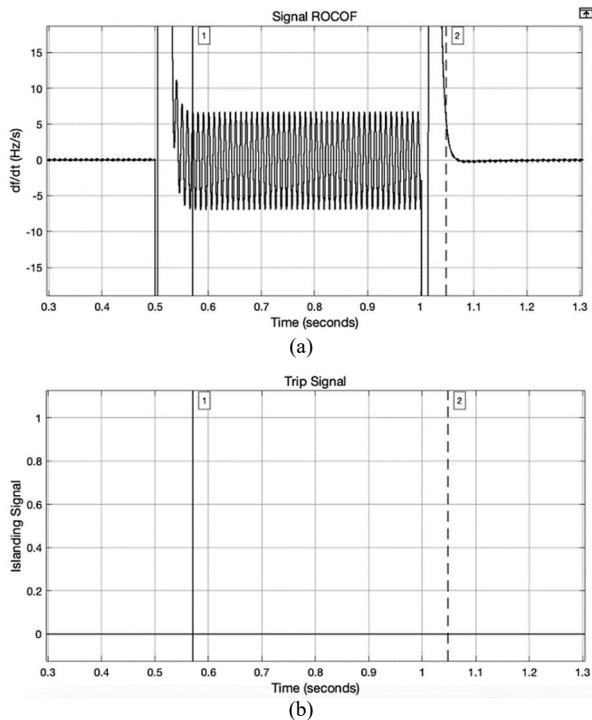 Signal ROCOF
1
2
15
10
5
0
-5
-10
-15
df/dt (Hz/s)
0.3 0.4 0.5 0.6 0.7 0.8 0.9 1 1.1 1.2 1.3
Time (seconds)
(a)
Trip Signal
1
2
1
0.8
0.6
0.4
0.2
0
Islanding Signal
0.3 0.4 0.5 0.6 0.7 0.8 0.9 1 1.1 1.2 1.3
Time (seconds)
(b)